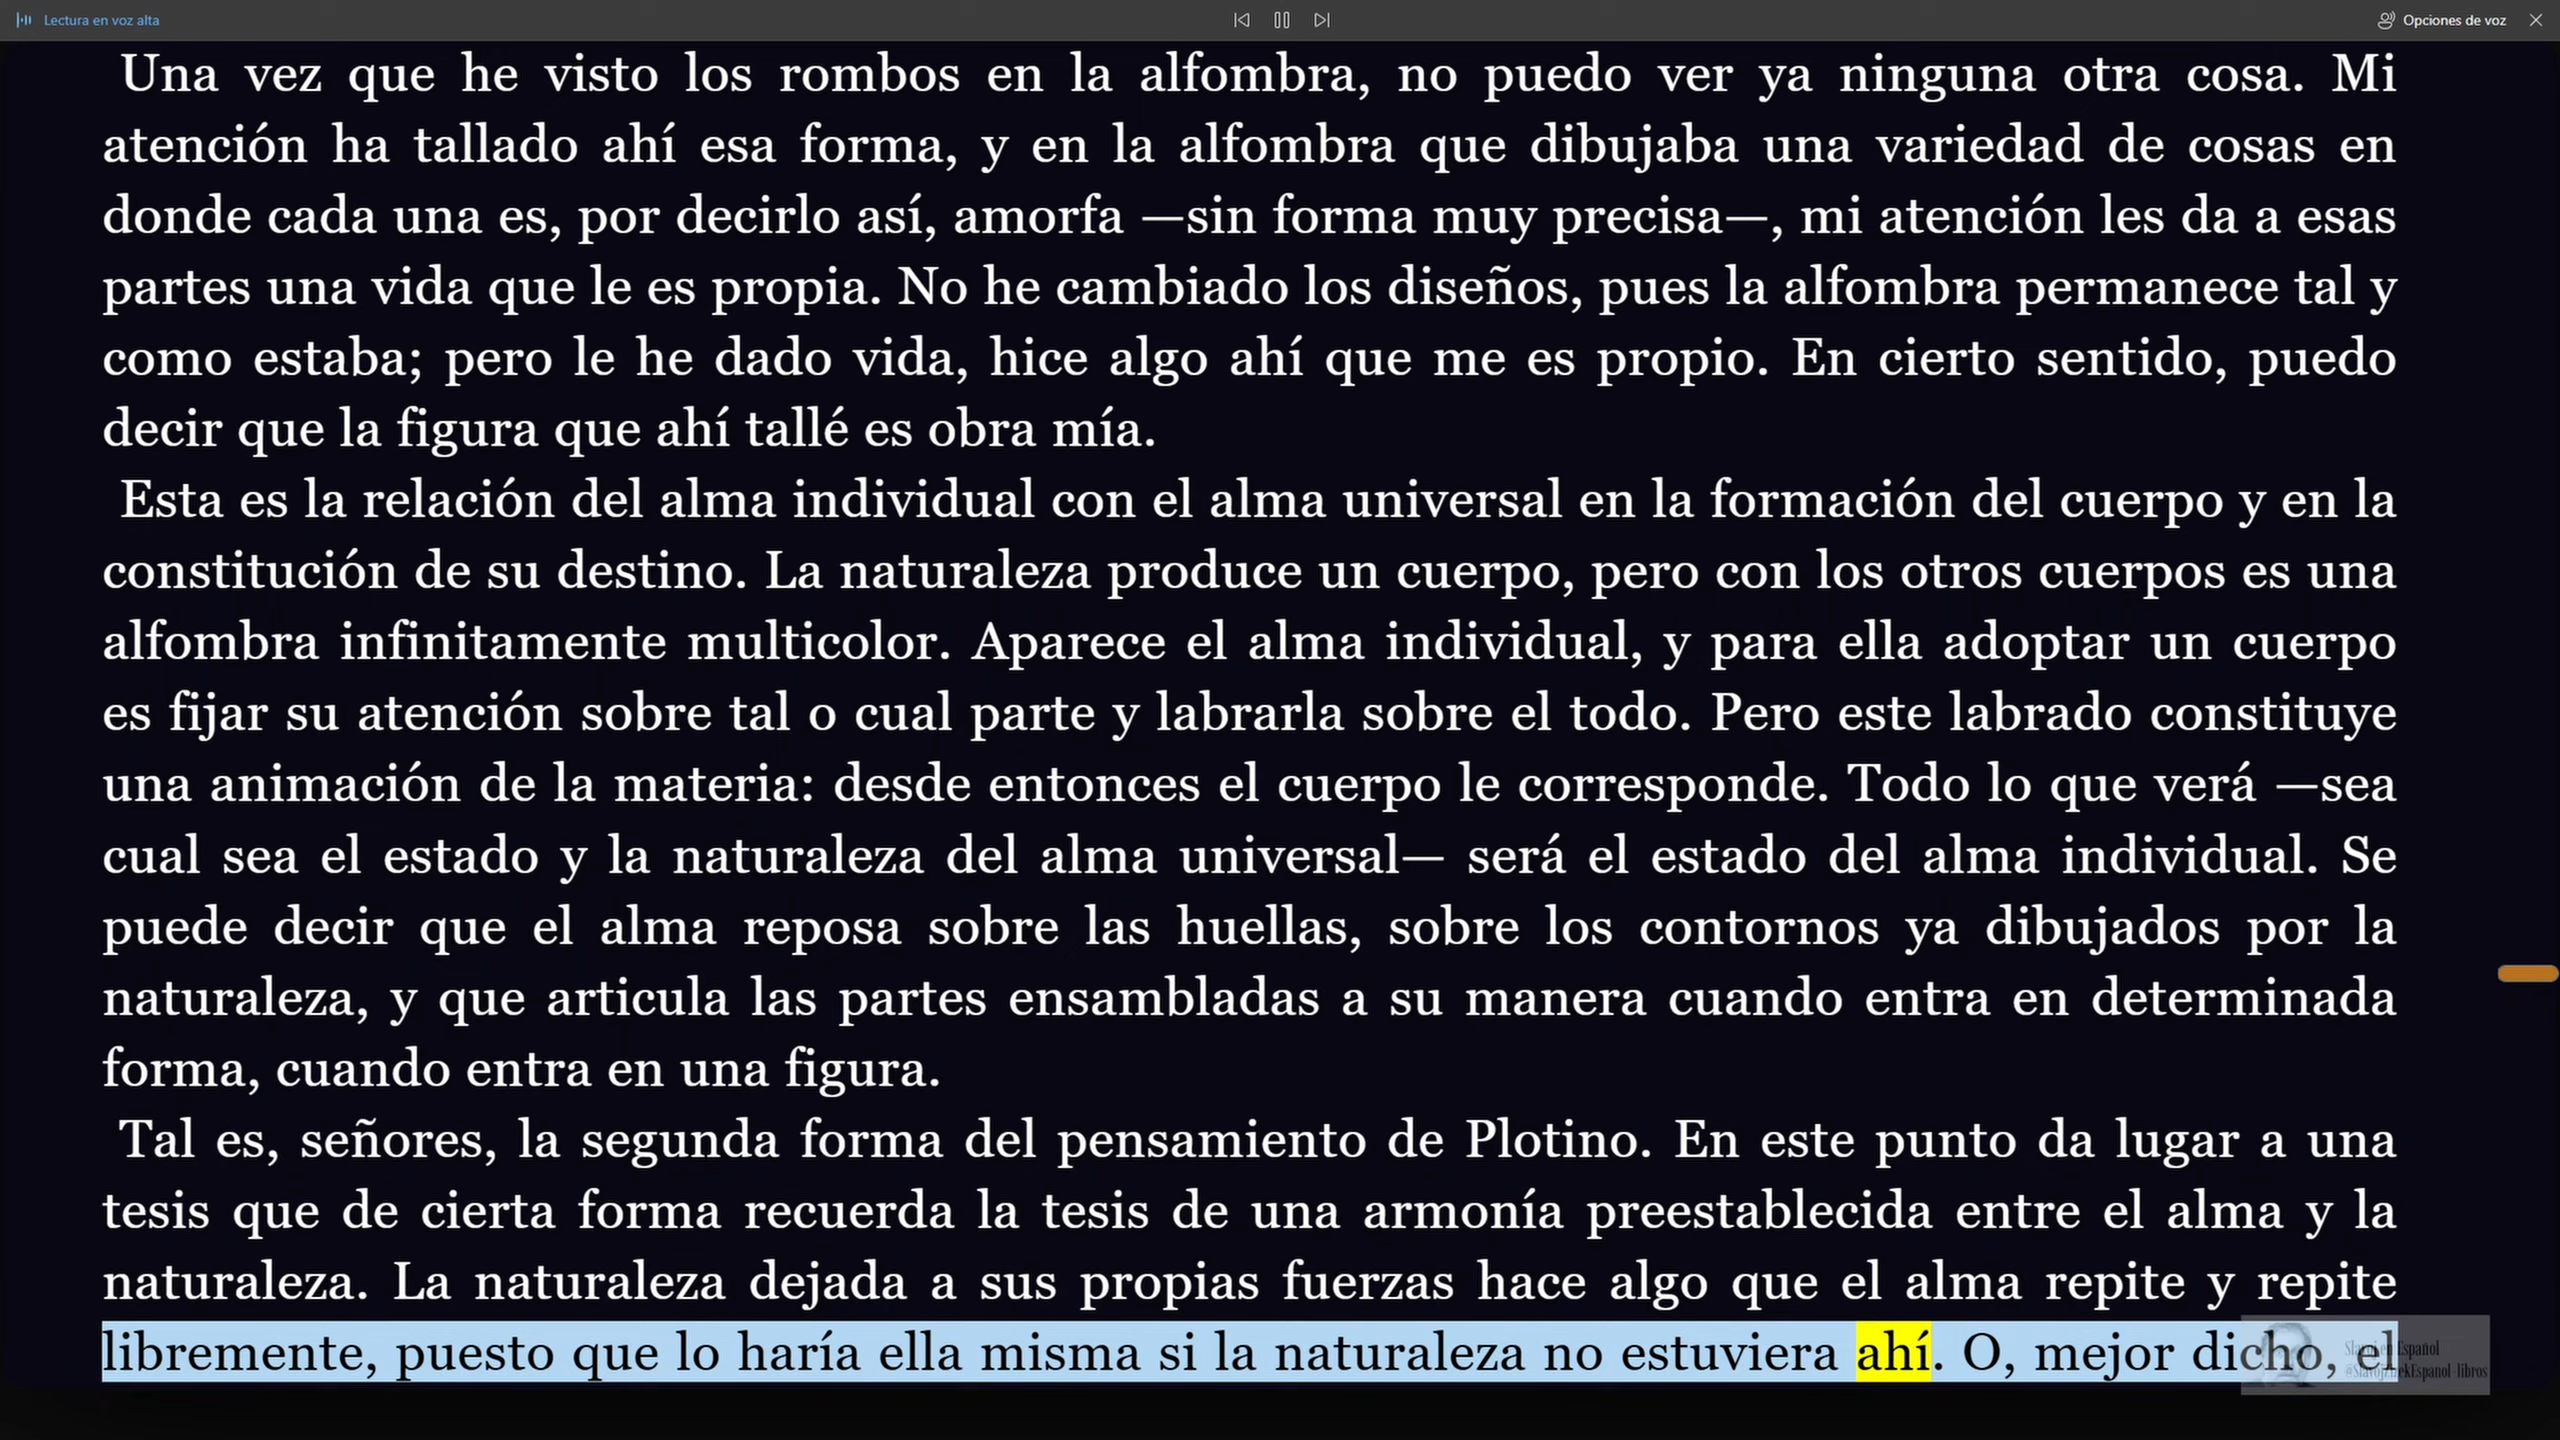 Lectura en voz alta
Opciones de voz
Una vez que he visto los rombos en la alfombra, no puedo ver ya ninguna otra cosa. Mi
atención ha tallado ahí esa forma, y en la alfombra que dibujaba una variedad de cosas en
donde cada una es, por decirlo así, amorfa —sin forma muy precisa—, mi atención les da a esas
partes una vida que le es propia. No he cambiado los diseños, pues la alfombra permanece tal y
como estaba; pero le he dado vida, hice algo ahí que me es propio. En cierto sentido, puedo
decir que la figura que ahí tallé es obra mía.
Esta es la relación del alma individual con el alma universal en la formación del cuerpo y en la
constitución de su destino. La naturaleza produce un cuerpo, pero con los otros cuerpos es una
alfombra infinitamente multicolor. Aparece el alma individual, y para ella adoptar un cuerpo
es fijar su atención sobre tal o cual parte y labrarla sobre el todo. Pero este labrado constituye
una animación de la materia: desde entonces el cuerpo le corresponde. Todo lo que verá —sea
cual sea el estado y la naturaleza del alma universal— será el estado del alma individual. Se
puede decir que el alma reposa sobre las huellas, sobre los contornos ya dibujados por la
naturaleza, y que articula las partes ensambladas a su manera cuando entra en determinada
forma, cuando entra en una figura.
Tal es, señores, la segunda forma del pensamiento de Plotino. En este punto da lugar a una
tesis que de cierta forma recuerda la tesis de una armonía preestablecida entre el alma y la
naturaleza. La naturaleza dejada a sus propias fuerzas hace algo que el alma repite y repite
libremente, puesto que lo haría ella misma si la naturaleza no estuviera ahí. O, mejor dicho, el
Español